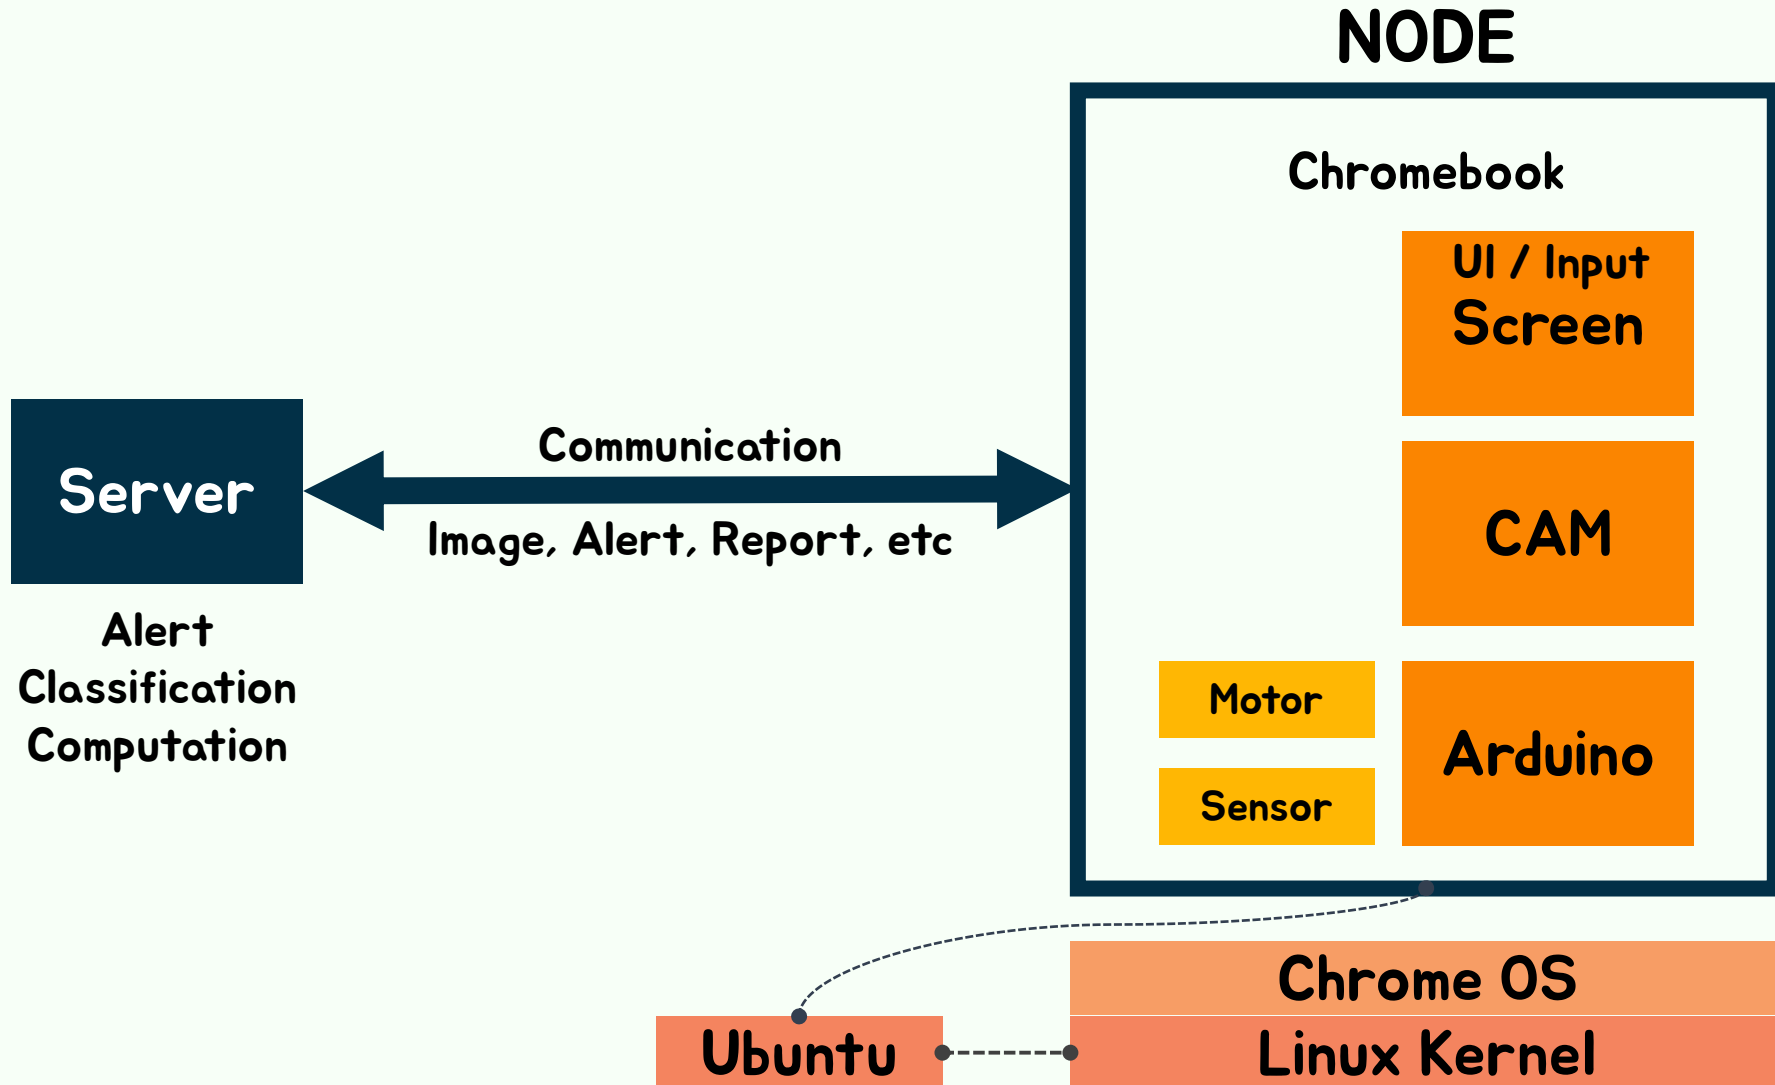 NODE
Chromebook
UI / Input
Screen
Communication
Server
CAM
Image, Alert, Report, etc
Alert
Classification
Computation
Motor
Arduino
Sensor
Chrome OS
Ubuntu
Linux Kernel